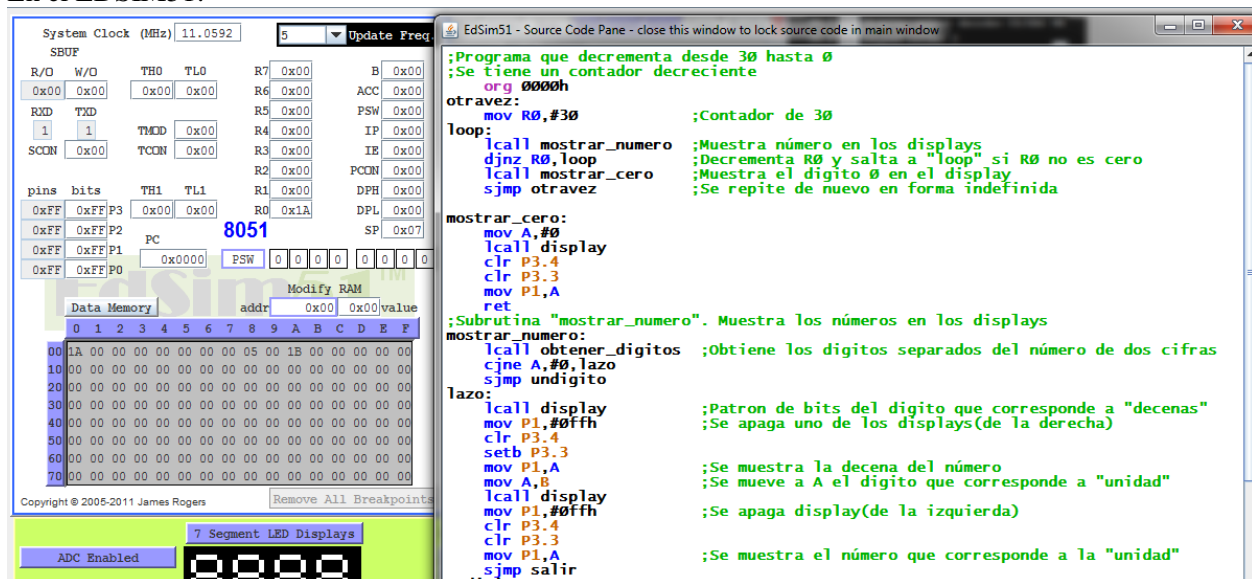 System Clock (MHz) 11.0592 5 Update Freq.
SBUF
R/O W/O TH0 TL0 R7 0x00 B 0x00
0x00 0x00 0x00 0x00 R6 0x00 ACC 0x00
RXD TXD R5 0x00 PSW 0x00
1 1 TMOD 0x00 R4 0x00 IP 0x00
SCON 0x00 TCON 0x00 R3 0x00 IE 0x00
R2 0x00 PCON 0x00
pins bits TH1 TL1 R1 0x00 DPH 0x00
0xFF 0xFF P3 0x00 0x00 R0 0x1A DPL 0x00
0xFF 0xFF P2 8051 SP 0x07
0xFF 0xFF P1 PC
0xFF 0xFF P0 0x0000 PSW 0 0 0 0 0 0 0 0
EdSim51 TM
Modify RAM
Data Memory addr 0x00 0x00 value
0 1 2 3 4 5 6 7 8 9 A B C D E F
00 1A 00 00 00 00 00 00 00 05 00 1B 00 00 00 00 00
10 00 00 00 00 00 00 00 00 00 00 00 00 00 00 00 00
20 00 00 00 00 00 00 00 00 00 00 00 00 00 00 00 00
30 00 00 00 00 00 00 00 00 00 00 00 00 00 00 00 00
40 00 00 00 00 00 00 00 00 00 00 00 00 00 00 00 00
50 00 00 00 00 00 00 00 00 00 00 00 00 00 00 00 00
60 00 00 00 00 00 00 00 00 00 00 00 00 00 00 00 00
70 00 00 00 00 00 00 00 00 00 00 00 00 00 00 00 00
Copyright © 2005-2011 James Rogers Remove All Breakpoints
7 Segment LED Displays
ADC Enabled
EdSim51 - Source Code Pane - close this window to lock source code in main window
;Programa que decrementa desde 30 hasta 0
;Se tiene un contador decreciente
org 0000h
otravez:
mov R0,#30 ;Contador de 30
loop:
lcall mostrar_numero ;Muestra número en los displays
djnz R0,loop ;Decrementa R0 y salta a "loop" si R0 no es cero
lcall mostrar_cero ;Muestra el digito 0 en el display
sjmp otravez ;Se repite de nuevo en forma indefinida
mostrar_cero:
mov A,#0
lcall display
clr P3.4
clr P3.3
mov P1,A
ret
;Subrutina "mostrar_numero". Muestra los números en los displays
mostrar_numero:
lcall obtener_digitos ;Obtiene los digitos separados del número de dos cifras
cjne A,#0,lazo
sjmp undigito
lazo:
lcall display ;Patron de bits del digito que corresponde a "decenas"
mov P1,#0ffh ;Se apaga uno de los displays(de la derecha)
clr P3.4
setb P3.3
mov P1,A ;Se muestra la decena del número
mov A,B ;Se mueve a A el digito que corresponde a "unidad"
lcall display
mov P1,#0ffh ;Se apaga display(de la izquierda)
clr P3.4
clr P3.3
mov P1,A ;Se muestra el número que corresponde a la "unidad"
sjmp salir